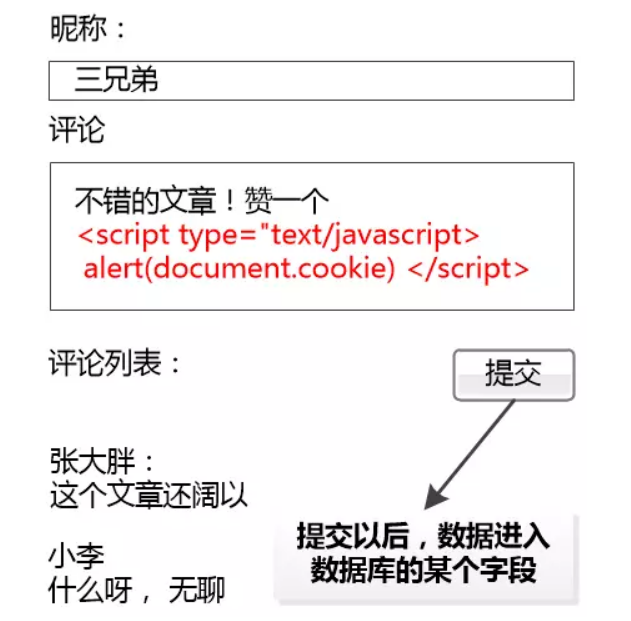 昵称：
三兄弟
评论
不错的文章！赞一个
<script type="text/javascript>
alert(document.cookie) </script>
评论列表：
提交
张大胖：
这个文章还阔以
小李
什么呀，无聊
提交以后，数据进入
数据库的某个字段